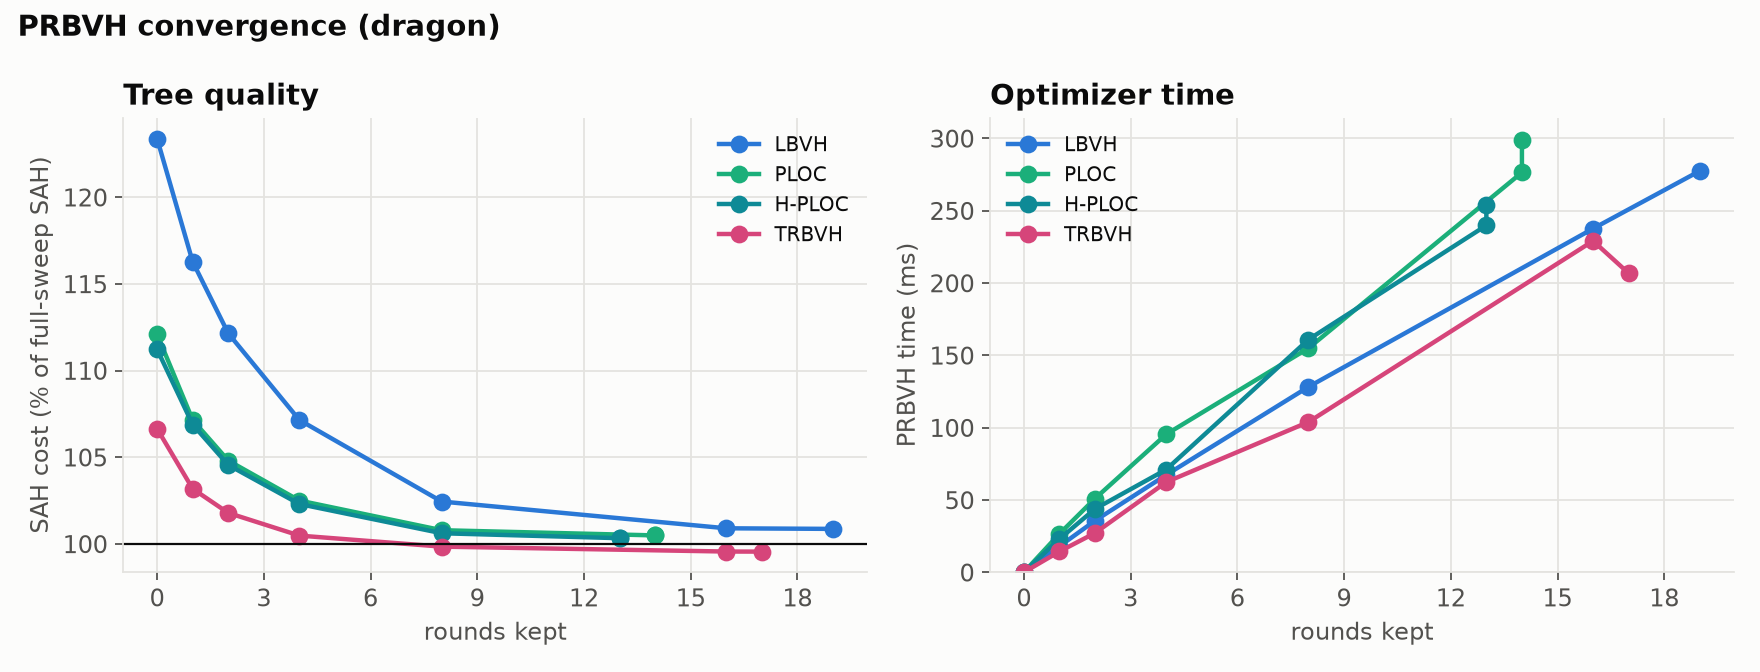 PRBVH convergence (dragon)
Tree quality
SAH cost (% of full-sweep SAH)
120
115
110
105
100
0 3 6 9 12 15 18
rounds kept
LBVH
PLOC
H-PLOC
TRBVH
Optimizer time
PRBVH time (ms)
300
250
200
150
100
50
0
0 3 6 9 12 15 18
rounds kept
LBVH
PLOC
H-PLOC
TRBVH